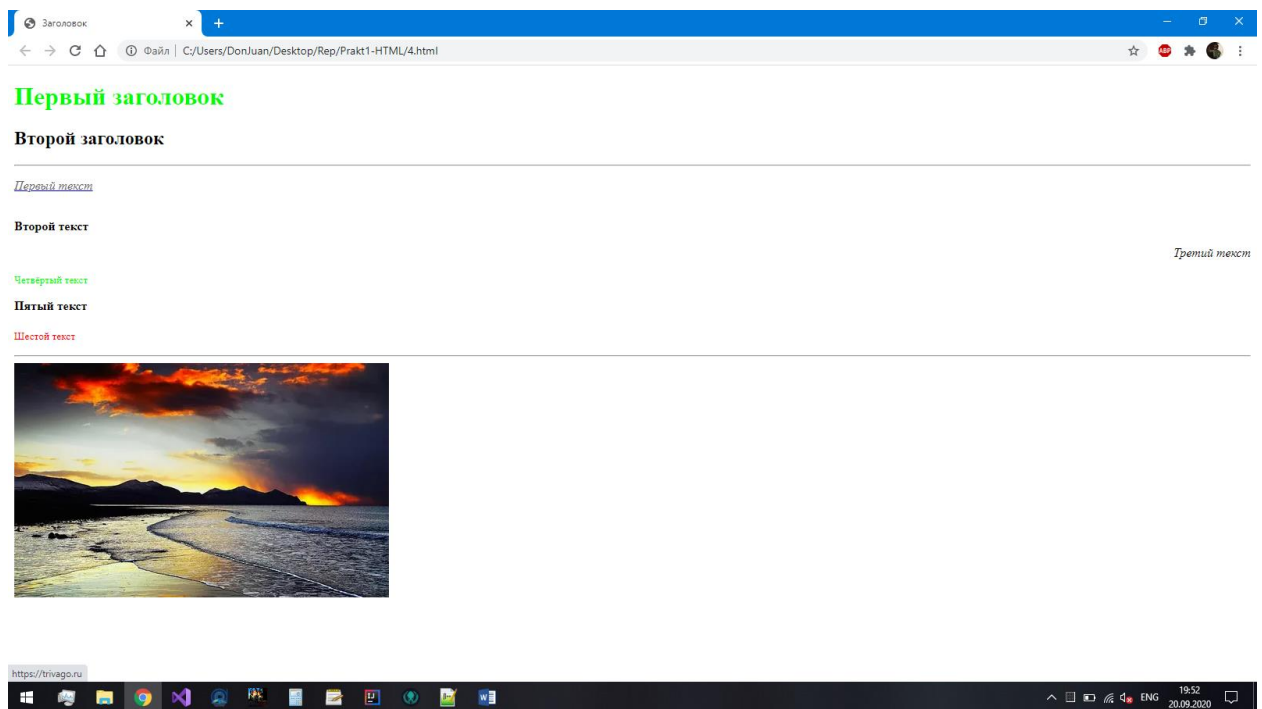 Заголовок
Файл C:/Users/DonJuan/Desktop/Rep/Prakt1-HTML/4.html
ABP
Первый заголовок
Второй заголовок
Первый текст
Второй текст
Третий текст
Четвёртый текст
Пятый текст
Шестой текст
https://trivago.ru
ENG
19:52
20.09.2020